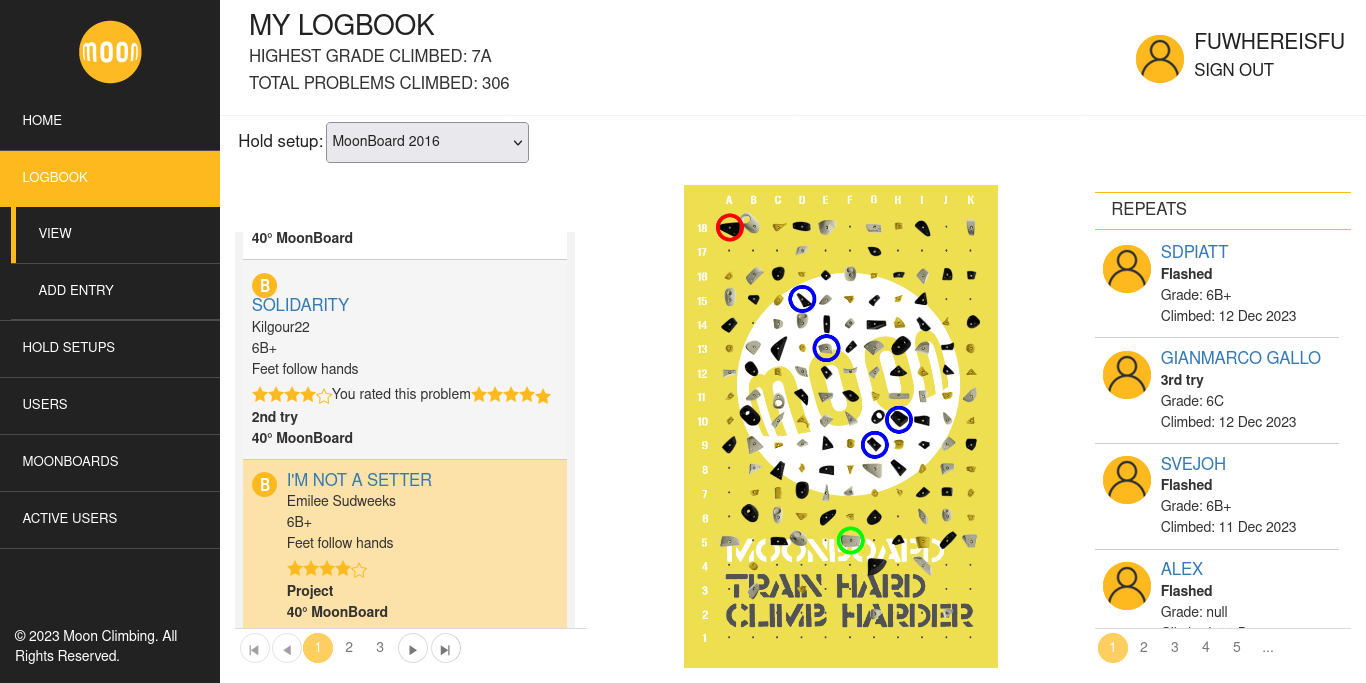 moon
HOME
LOGBOOK
VIEW
ADD ENTRY
HOLD SETUPS
USERS
MOONBOARDS
ACTIVE USERS
© 2023 Moon Climbing. All
Rights Reserved.
MY LOGBOOK
HIGHEST GRADE CLIMBED: 7A
TOTAL PROBLEMS CLIMBED: 306
FUWHEREISFU
SIGN OUT
Hold setup: MoonBoard 2016
40° MoonBoard
B
SOLIDARITY
Kilgour22
6B+
Feet follow hands
You rated this problem
2nd try
40° MoonBoard
B
I'M NOT A SETTER
Emilee Sudweeks
6B+
Feet follow hands
Project
40° MoonBoard
1 2 3
A B C D E F G H I J K
18
17
16
15
14
13
12
11
10
9
8
7
6
5
4
3
2
1
moon
MOONBOARD
TRAIN HARD
CLIMB HARDER
REPEATS
SDPIATT
Flashed
Grade: 6B+
Climbed: 12 Dec 2023
GIANMARCO GALLO
3rd try
Grade: 6C
Climbed: 12 Dec 2023
SVEJOH
Flashed
Grade: 6B+
Climbed: 11 Dec 2023
ALEX
Flashed
Grade: null
1 2 3 4 5 ...